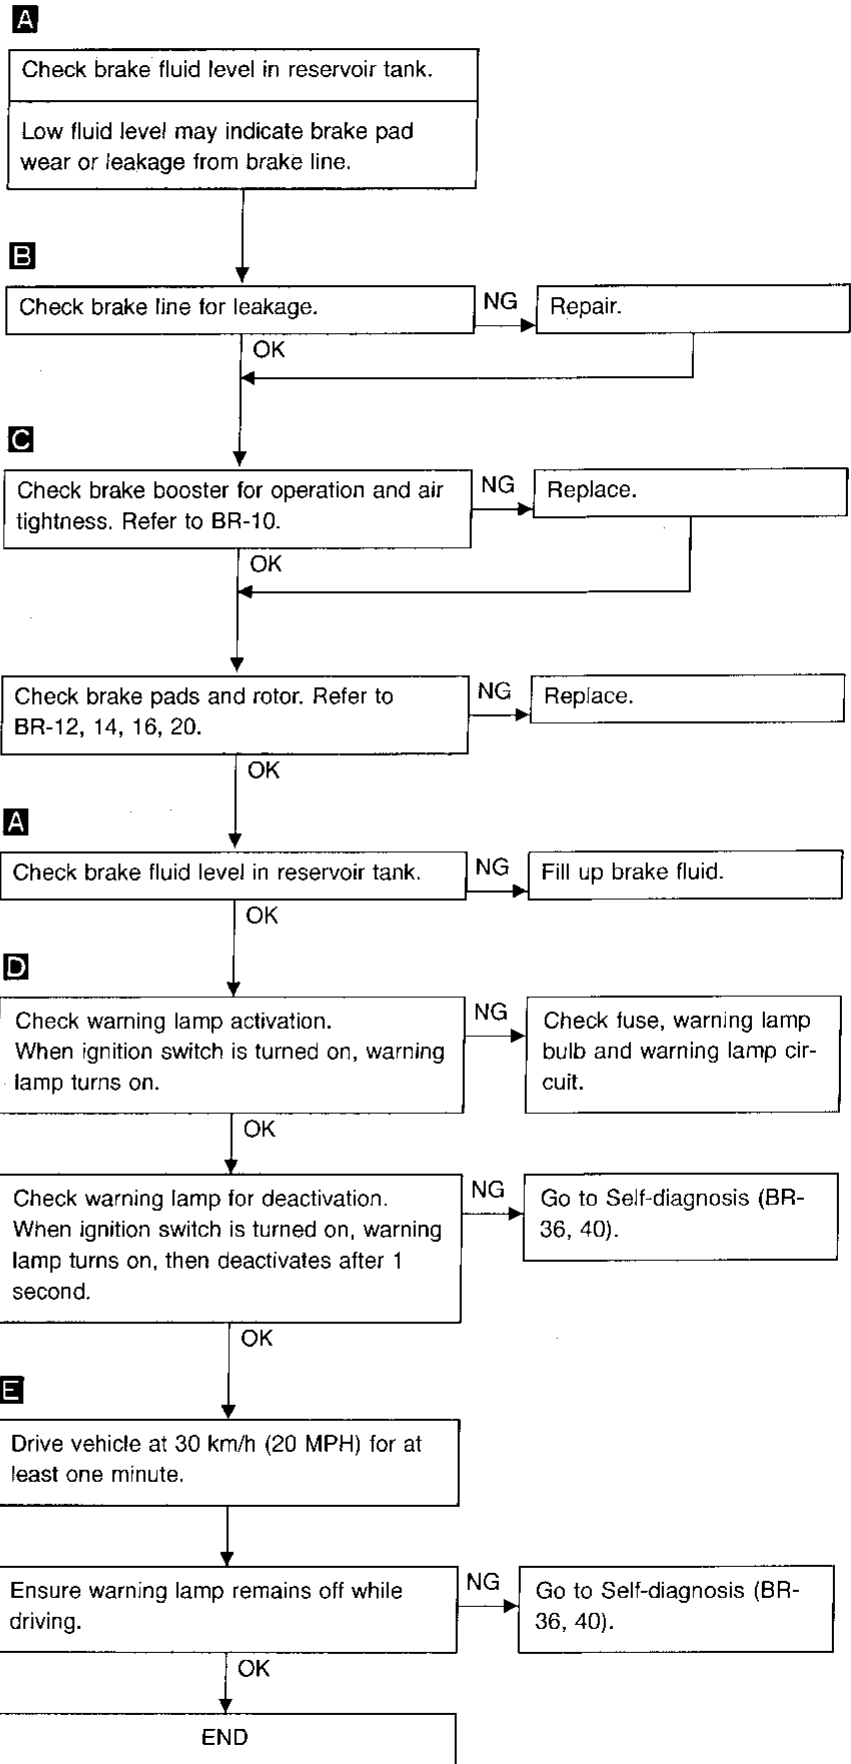 A
Check brake fluid level in reservoir tank.
Low fluid level may indicate brake pad
wear or leakage from brake line.
B
Check brake line for leakage.
NG
Repair.
OK
C
Check brake booster for operation and air
tightness. Refer to BR-10.
NG
Replace.
OK
Check brake pads and rotor. Refer to
BR-12, 14, 16, 20.
NG
Replace.
OK
A
Check brake fluid level in reservoir tank.
NG
Fill up brake fluid.
OK
D
Check warning lamp activation.
When ignition switch is turned on, warning
lamp turns on.
NG
Check fuse, warning lamp
bulb and warning lamp cir-
cuit.
OK
Check warning lamp for deactivation.
When ignition switch is turned on, warning
lamp turns on, then deactivates after 1
second.
NG
Go to Self-diagnosis (BR-
36, 40).
OK
E
Drive vehicle at 30 km/h (20 MPH) for at
least one minute.
Ensure warning lamp remains off while
driving.
NG
Go to Self-diagnosis (BR-
36, 40).
OK
END